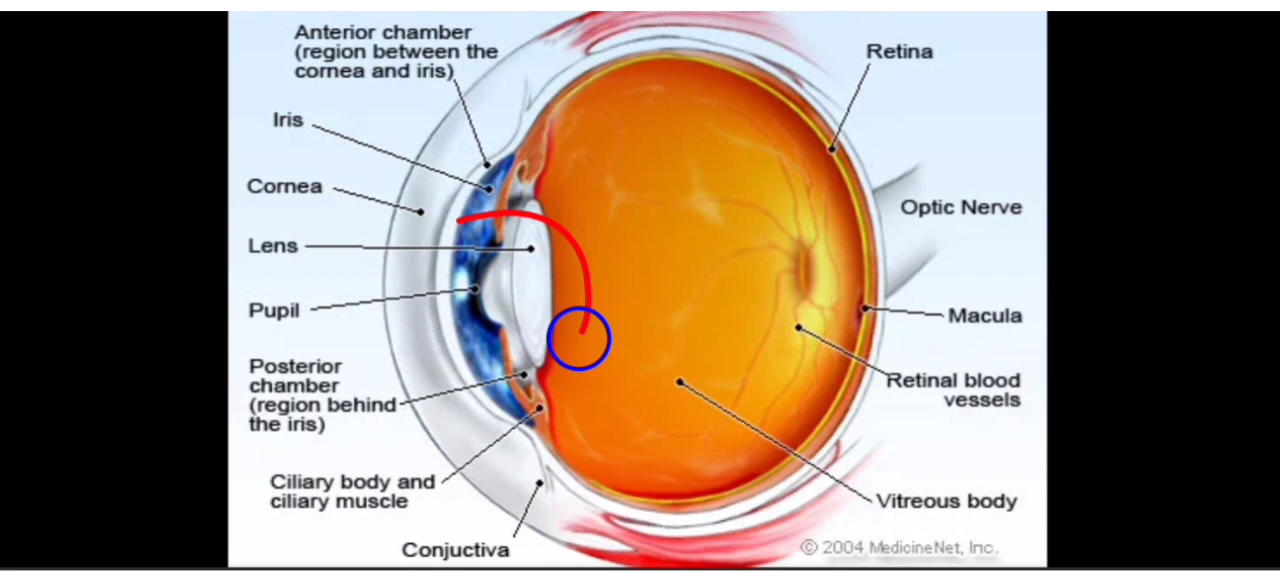 Anterior chamber
(region between the
cornea and iris)
Iris
Cornea
Lens
Pupil
Posterior
chamber
(region behind
the iris)
Ciliary body and
ciliary muscle
Conjuctiva
Retina
Optic Nerve
Macula
Retinal blood
vessels
Vitreous body
© 2004 MedicineNet, Inc.